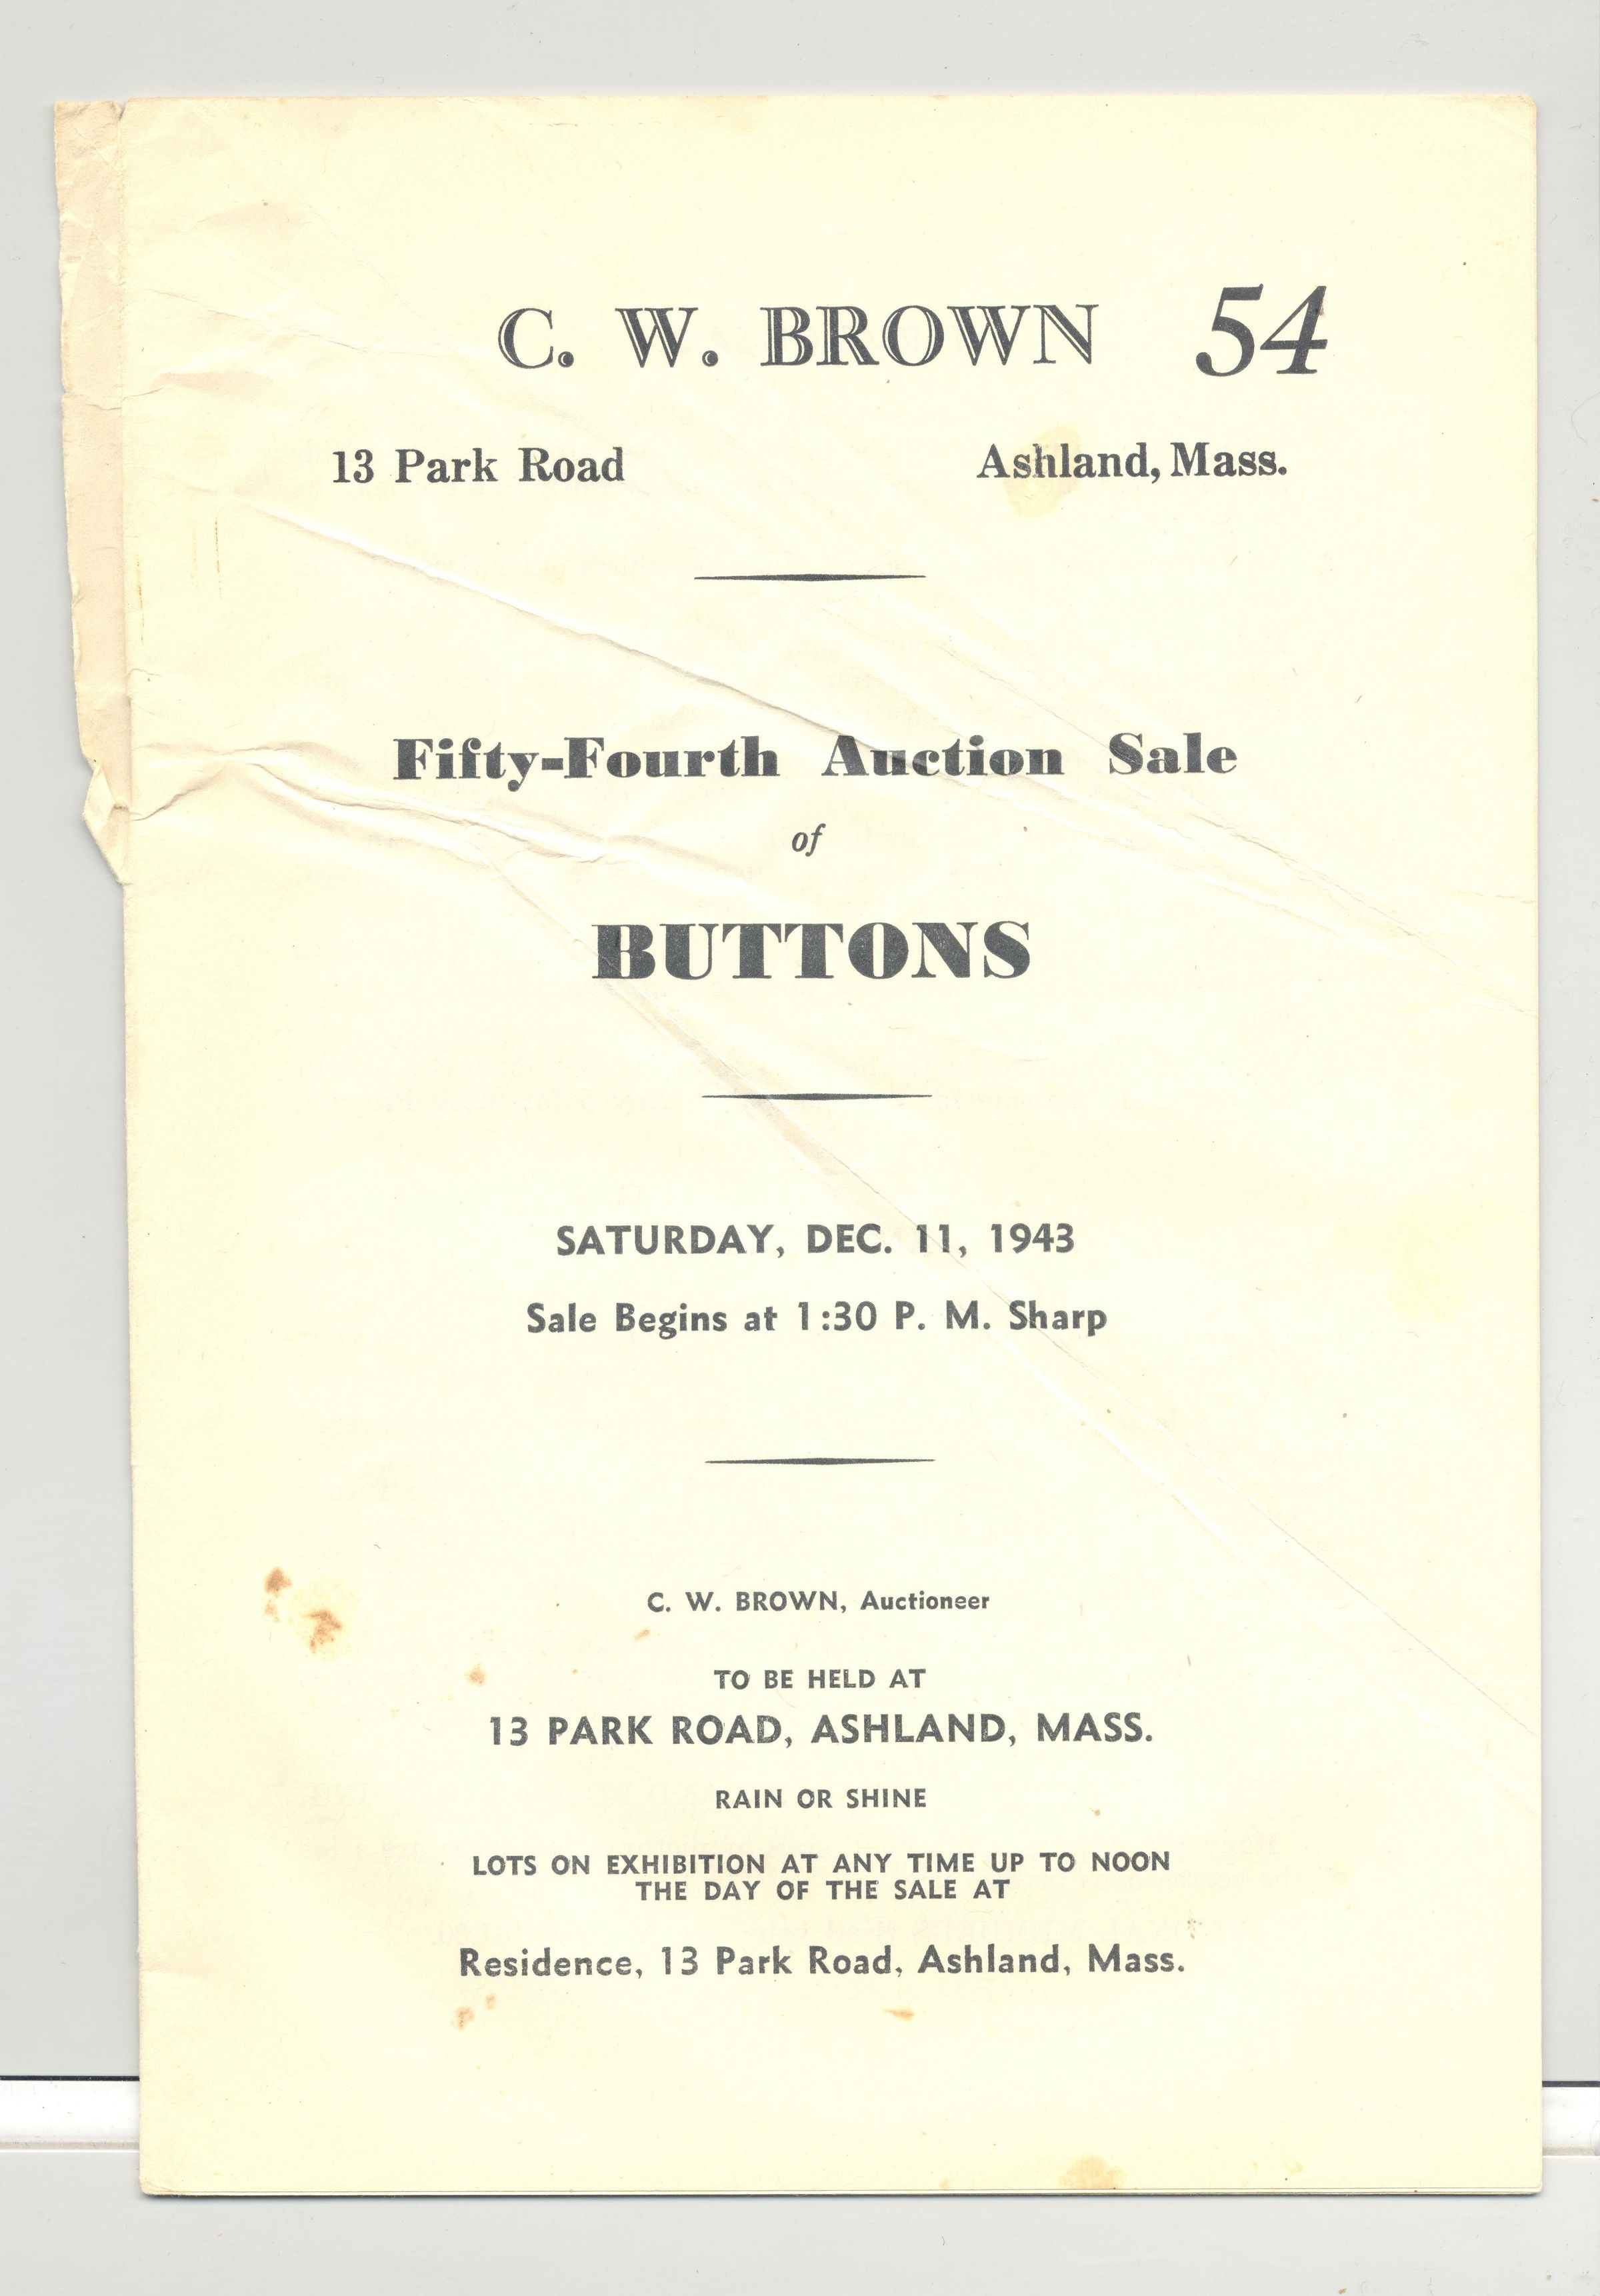 C. W. BROWN 54
13 Park Road Ashland, Mass.
Fifty-Fourth Auction Sale
of
BUTTONS
SATURDAY, DEC. 11, 1943
Sale Begins at 1:30 P. M. Sharp
C. W. BROWN, Auctioneer
TO BE HELD AT
13 PARK ROAD, ASHLAND, MASS.
RAIN OR SHINE
LOTS ON EXHIBITION AT ANY TIME UP TO NOON
THE DAY OF THE SALE AT
Residence, 13 Park Road, Ashland, Mass.